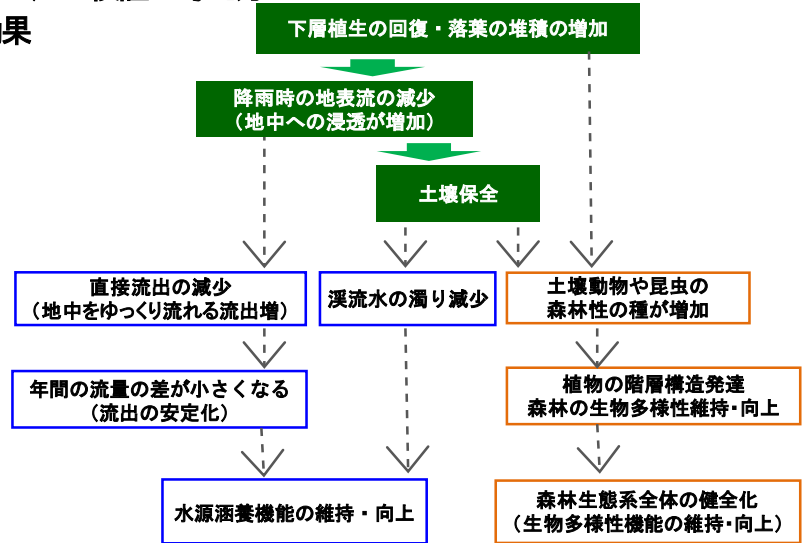 果
下層植生の回復・落葉の堆積の増加
降雨時の地表流の減少
（地中への浸透が増加）
土壌保全
直接流出の減少
（地中をゆっくり流れる流出増）
渓流水の濁り減少
土壌動物や昆虫の
森林性の種が増加
年間の流量の差が小さくなる
（流出の安定化）
植物の階層構造発達
森林の生物多様性維持・向上
水源涵養機能の維持・向上
森林生態系全体の健全化
（生物多様性機能の維持・向上）